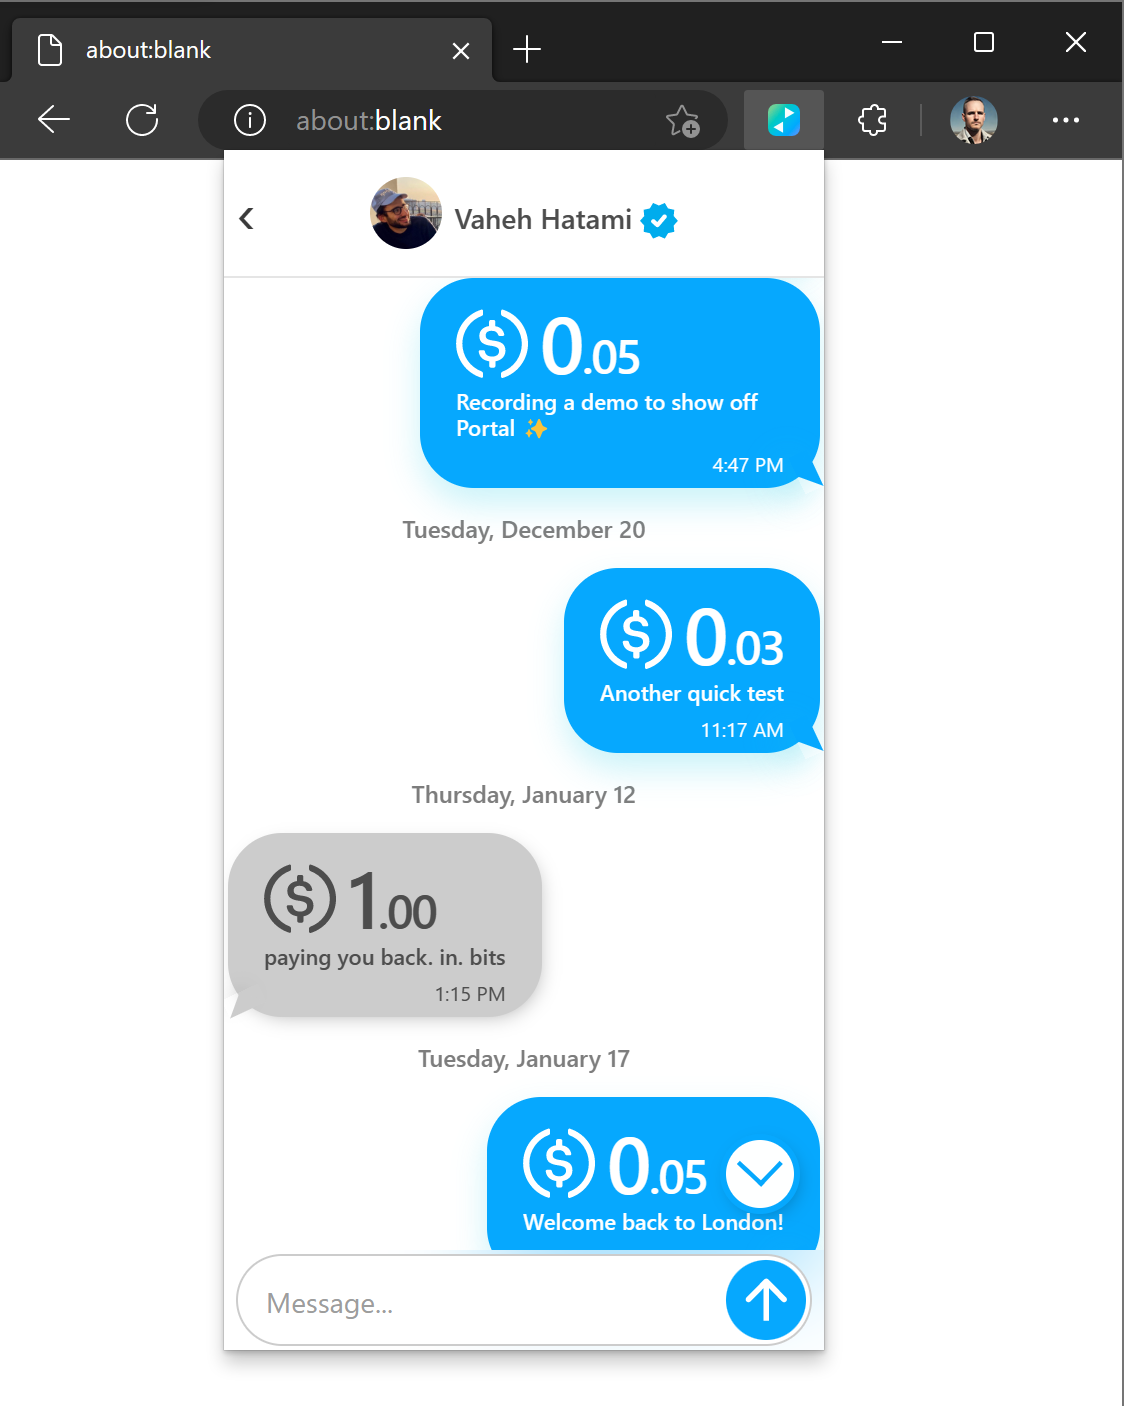 about:blank
about:blank
Vaheh Hatami
$ 0.05
Recording a demo to show off
Portal ✨
4:47 PM
Tuesday, December 20
$ 0.03
Another quick test
11:17 AM
Thursday, January 12
$ 1.00
paying you back. in. bits
1:15 PM
Tuesday, January 17
$ 0.05
Welcome back to London!
Message...